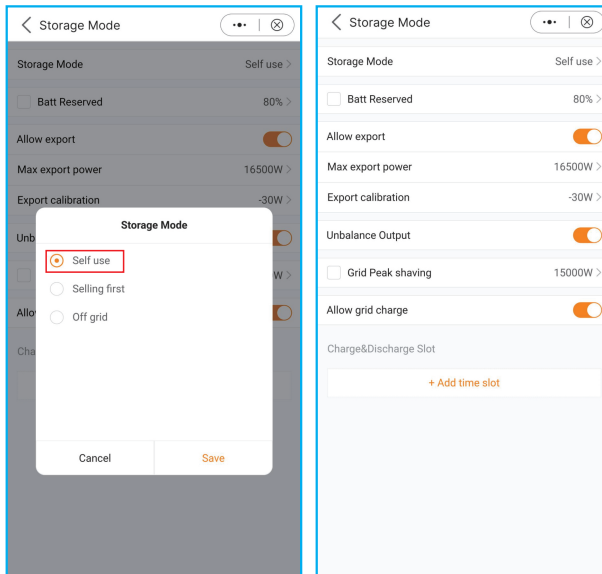 Storage Mode
Storage Mode Self use
Batt Reserved 80%
Allow export
Max export power 16500W
Export calibration -30W
Unb
W
Allo
Cha
Storage Mode
Self use
Selling first
Off grid
Cancel Save
Storage Mode
Storage Mode Self use
Batt Reserved 80%
Allow export
Max export power 16500W
Export calibration -30W
Unbalance Output
Grid Peak shaving 15000W
Allow grid charge
Charge&Discharge Slot
+ Add time slot